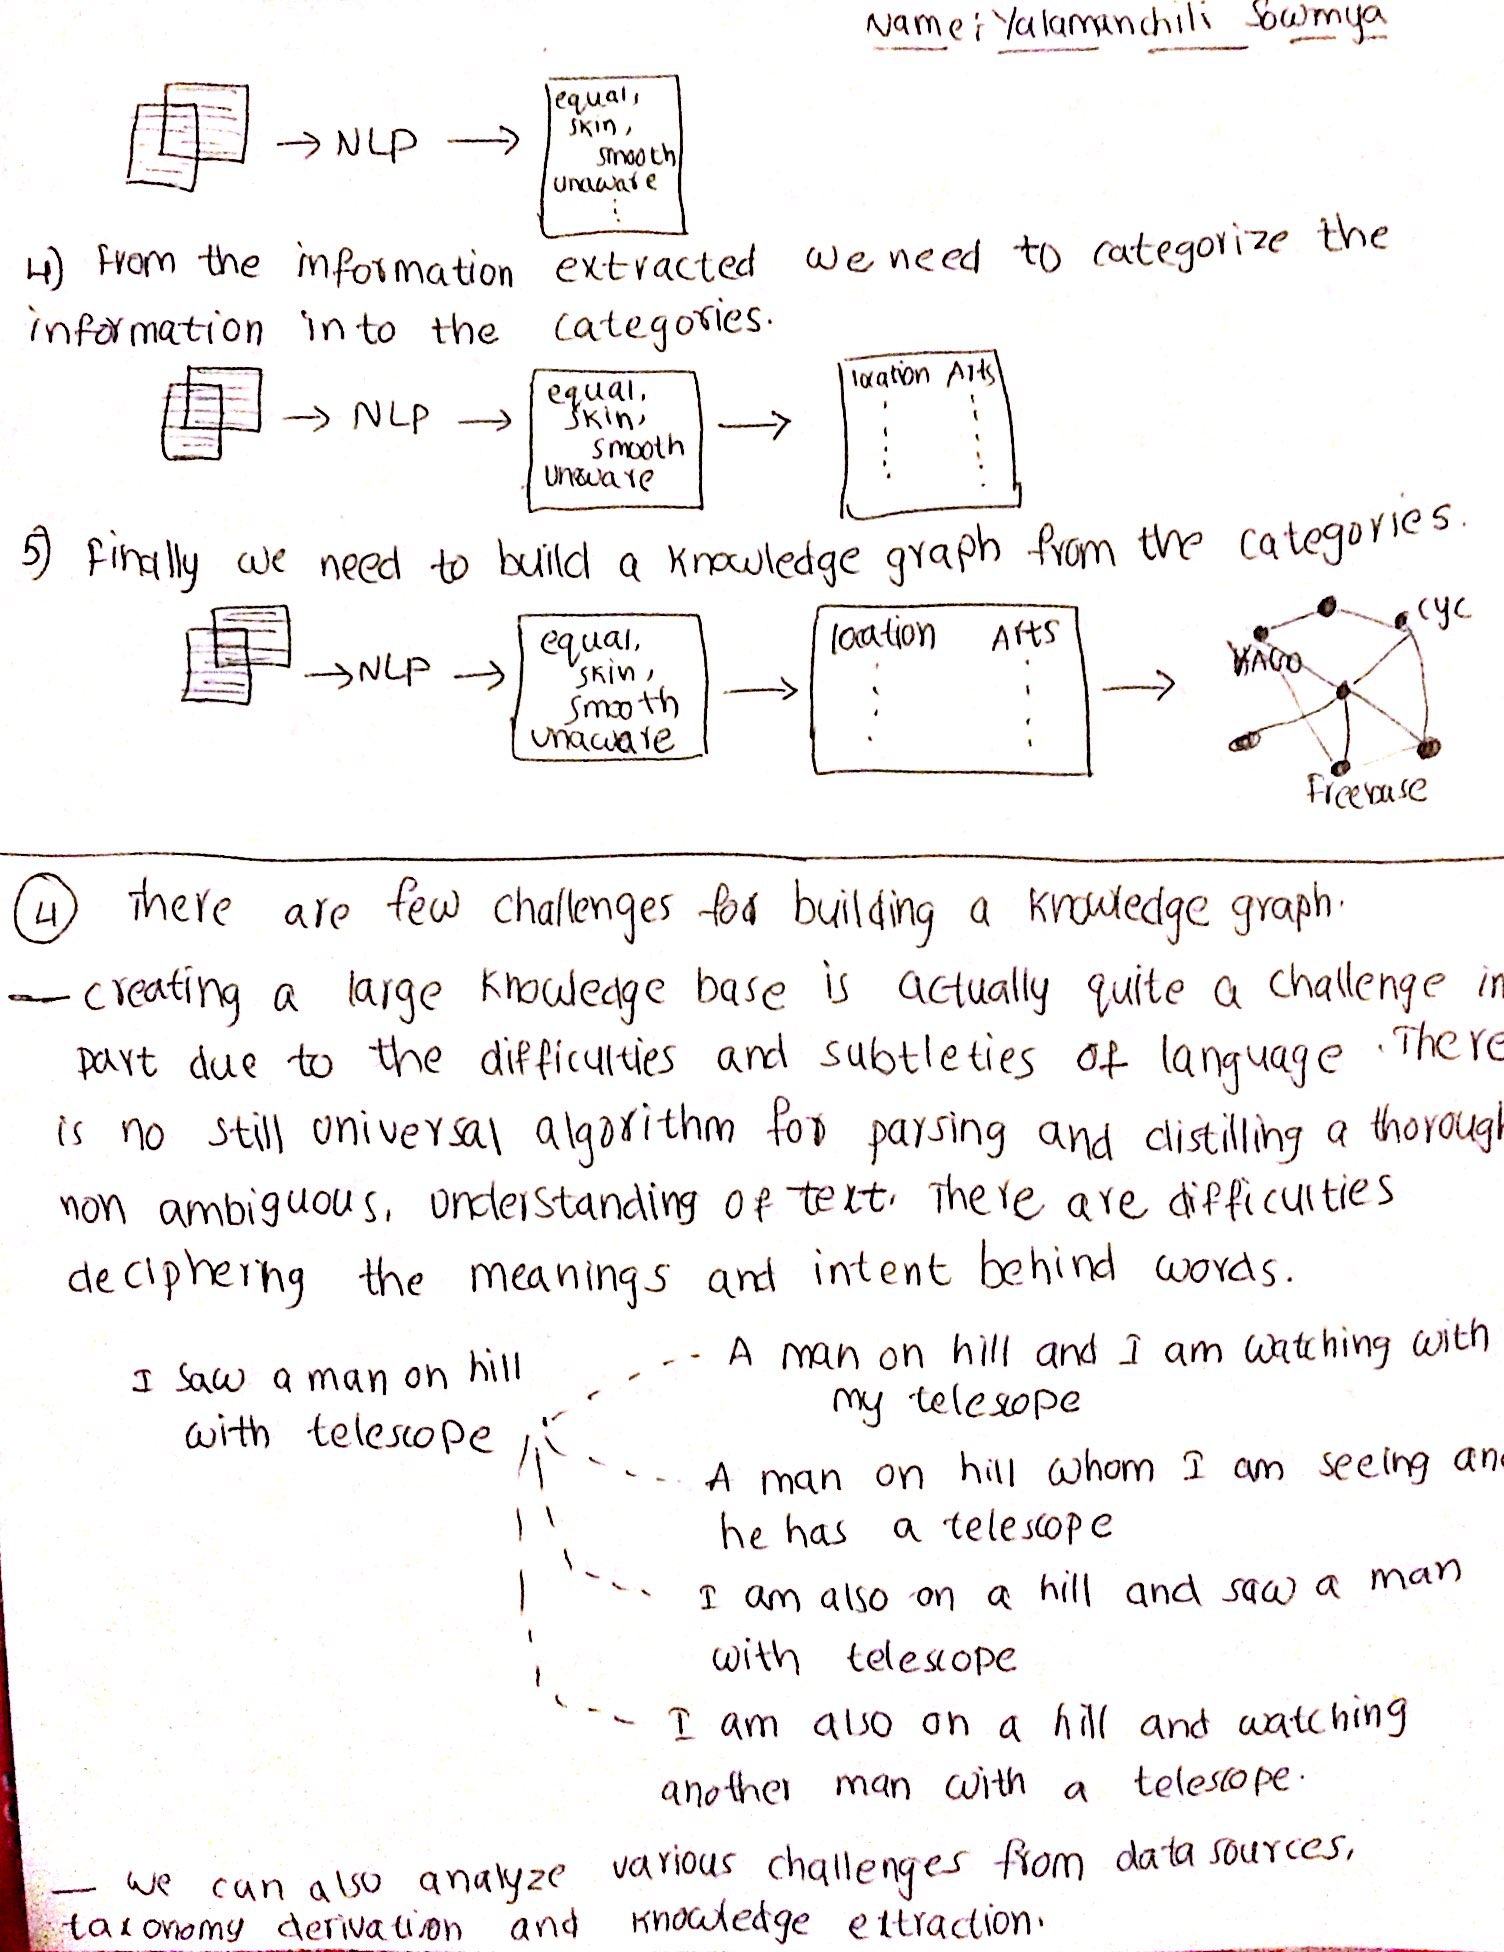 Name: Yalamanchili Sowmya
→ NLP → equal,
skin,
smooth
unaware
4) from the information extracted we need to categorize the
information into the categories.
→ NLP → equal,
skin,
smooth
unaware
→ location Arts
5) finally we need to build a knowledge graph from the categories.
→ NLP → equal,
skin,
smooth
unaware
→ location Arts →
cyc
Freebase
4 There are few challenges for building a knowledge graph.
— creating a large knowledge base is actually quite a challenge in
part due to the difficulties and subtleties of language. There
is no still universal algorithm for parsing and distilling a thorough
non ambiguous, understanding of text. There are difficulties
deciphering the meanings and intent behind words.
I saw a man on hill
with telescope
A man on hill and I am watching with
my telescope
A man on hill whom I am seeing and
he has a telescope
I am also on a hill and saw a man
with telescope
I am also on a hill and watching
another man with a telescope.
— we can also analyze various challenges from data sources,
taxonomy derivation and knowledge extraction.